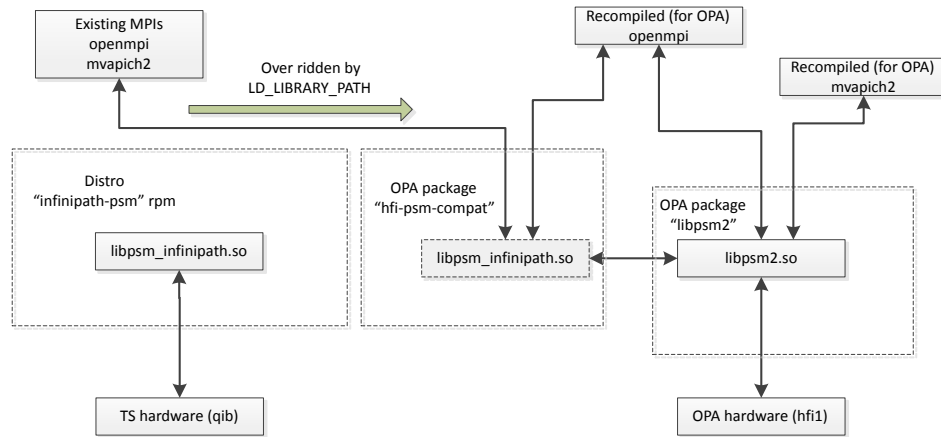 Existing MPIs
openmpi
mvapich2
Over ridden by
LD_LIBRARY_PATH
Recompiled (for OPA)
openmpi
Recompiled (for OPA)
mvapich2
Distro
“infinipath-psm” rpm
libpsm_infinipath.so
OPA package
“hfi-psm-compat”
libpsm_infinipath.so
OPA package
“libpsm2”
libpsm2.so
TS hardware (qib)
OPA hardware (hfi1)